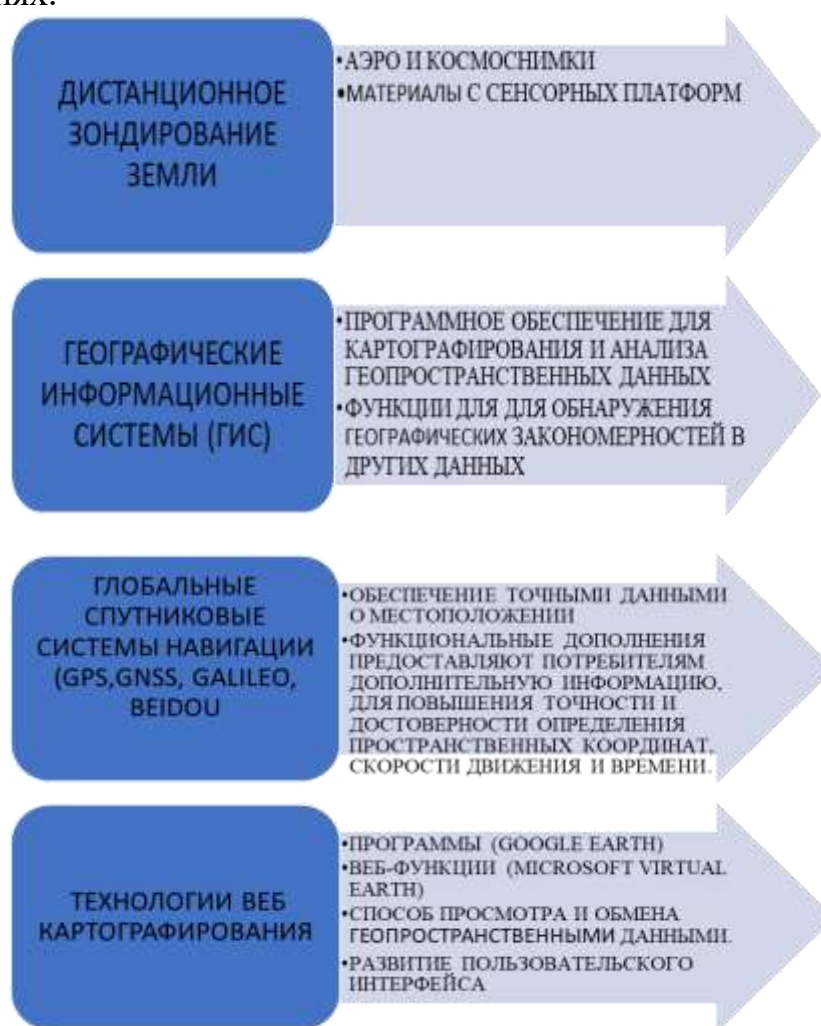 ДИСТАНЦИОННОЕ
ЗОНДИРОВАНИЕ
ЗЕМЛИ
•АЭРО И КОСМОСНИМКИ
•МАТЕРИАЛЫ С СЕНСОРНЫХ ПЛАТФОРМ
ГЕОГРАФИЧЕСКИЕ
ИНФОРМАЦИОННЫЕ
СИСТЕМЫ (ГИС)
•ПРОГРАММНОЕ ОБЕСПЕЧЕНИЕ ДЛЯ
КАРТОГРАФИРОВАНИЯ И АНАЛИЗА
ГЕОПРОСТРАНСТВЕННЫХ ДАННЫХ
•ФУНКЦИИ ДЛЯ ДЛЯ ОБНАРУЖЕНИЯ
ГЕОГРАФИЧЕСКИХ ЗАКОНОМЕРНОСТЕЙ В
ДРУГИХ ДАННЫХ
ГЛОБАЛЬНЫЕ
СПУТНИКОВЫЕ
СИСТЕМЫ НАВИГАЦИИ
(GPS,GNSS, GALILEO,
BEIDOU
•ОБЕСПЕЧЕНИЕ ТОЧНЫМИ ДАННЫМИ
О МЕСТОПОЛОЖЕНИИ
•ФУНКЦИОНАЛЬНЫЕ ДОПОЛНЕНИЯ
ПРЕДОСТАВЛЯЮТ ПОТРЕБИТЕЛЯМ
ДОПОЛНИТЕЛЬНУЮ ИНФОРМАЦИЮ,
ДЛЯ ПОВЫШЕНИЯ ТОЧНОСТИ И
ДОСТОВЕРНОСТИ ОПРЕДЕЛЕНИЯ
ПРОСТРАНСТВЕННЫХ КООРДИНАТ,
СКОРОСТИ ДВИЖЕНИЯ И ВРЕМЕНИ.
ТЕХНОЛОГИИ ВЕБ
КАРТОГРАФИРОВАНИЯ
•ПРОГРАММЫ (GOOGLE EARTH)
•ВЕБ-ФУНКЦИИ (MICROSOFT VIRTUAL
EARTH)
•СПОСОБ ПРОСМОТРА И ОБМЕНА
ГЕОПРОСТРАНСТВЕННЫМИ ДАННЫМИ.
•РАЗВИТИЕ ПОЛЬЗОВАТЕЛЬСКОГО
ИНТЕРФЕЙСА